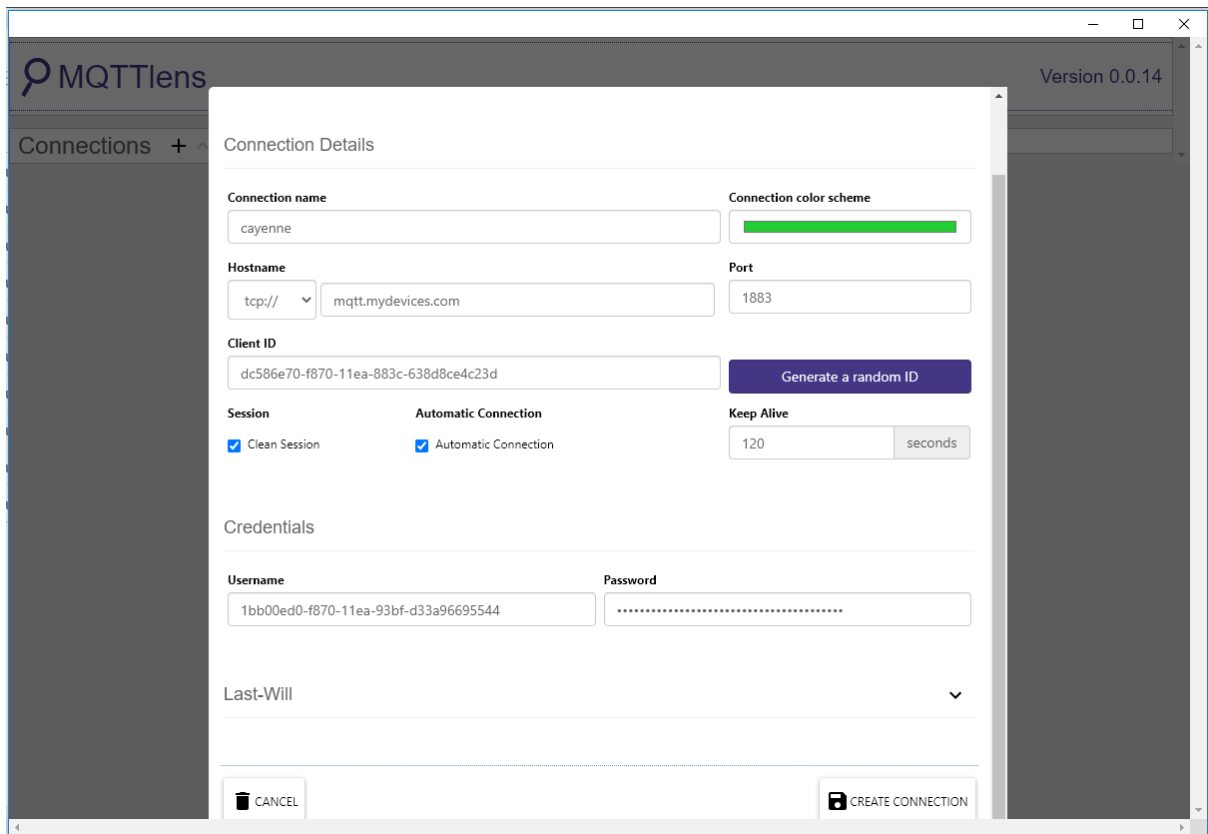 MQTTlens
Version 0.0.14
Connections +
Connection Details
Connection name
Connection color scheme
cayenne
Hostname
Port
tcp://
mqtt.mydevices.com
1883
Client ID
dc586e70-f870-11ea-883c-638d8ce4c23d
Generate a random ID
Session
Automatic Connection
Keep Alive
Clean Session
Automatic Connection
120
seconds
Credentials
Username
Password
1bb00ed0-f870-11ea-93bf-d33a96695544
Last-Will
CANCEL
CREATE CONNECTION